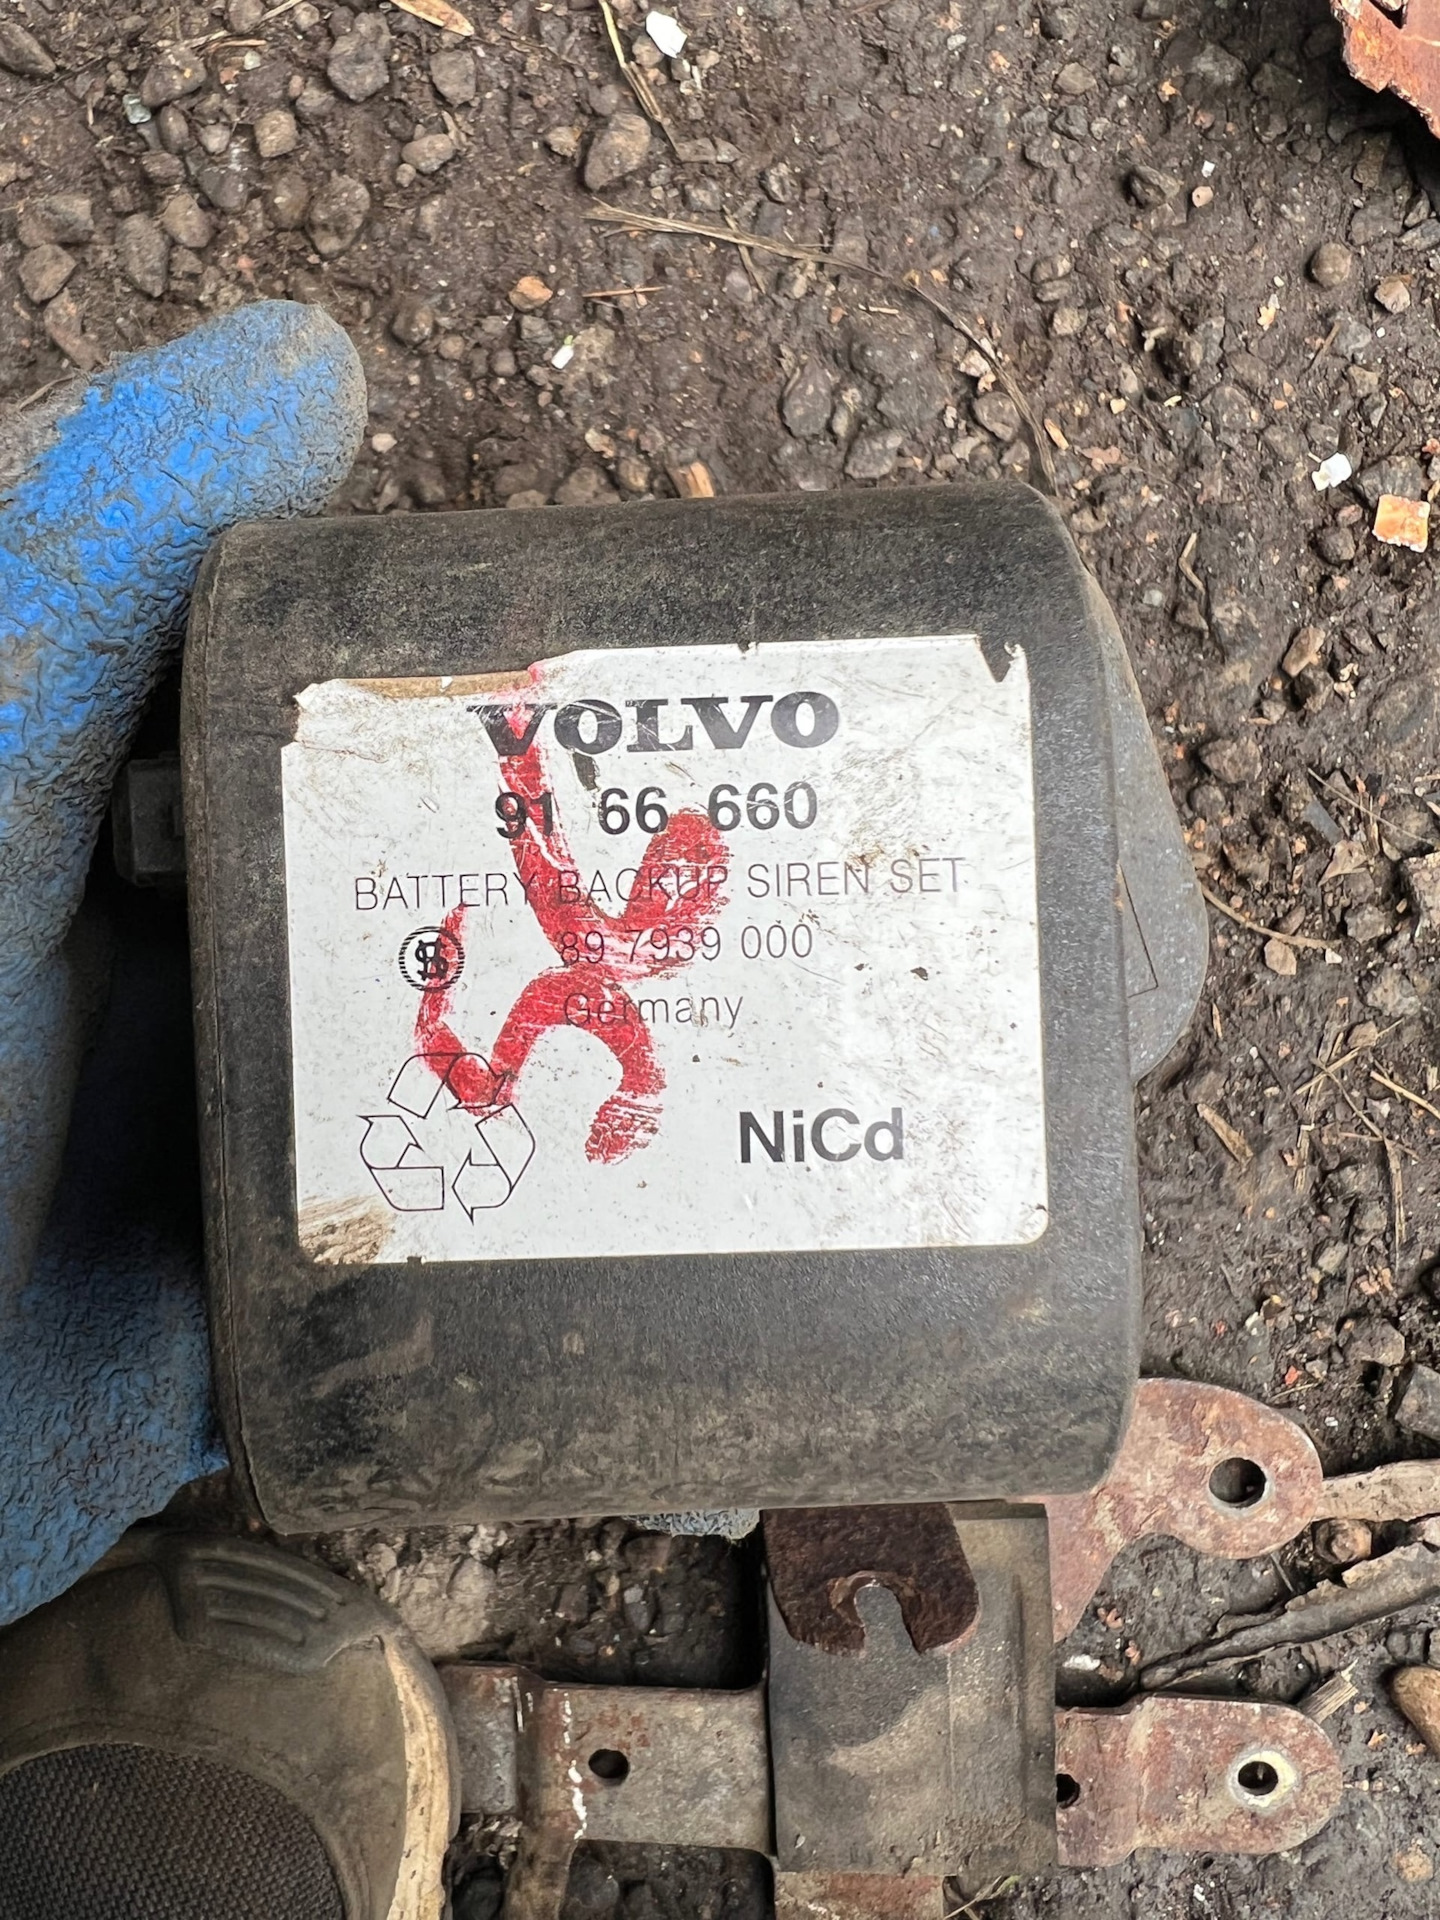 VOLVO
91 66 660
BATTERY BACKUP SIREN SET
89 7939 000
Germany
NiCd